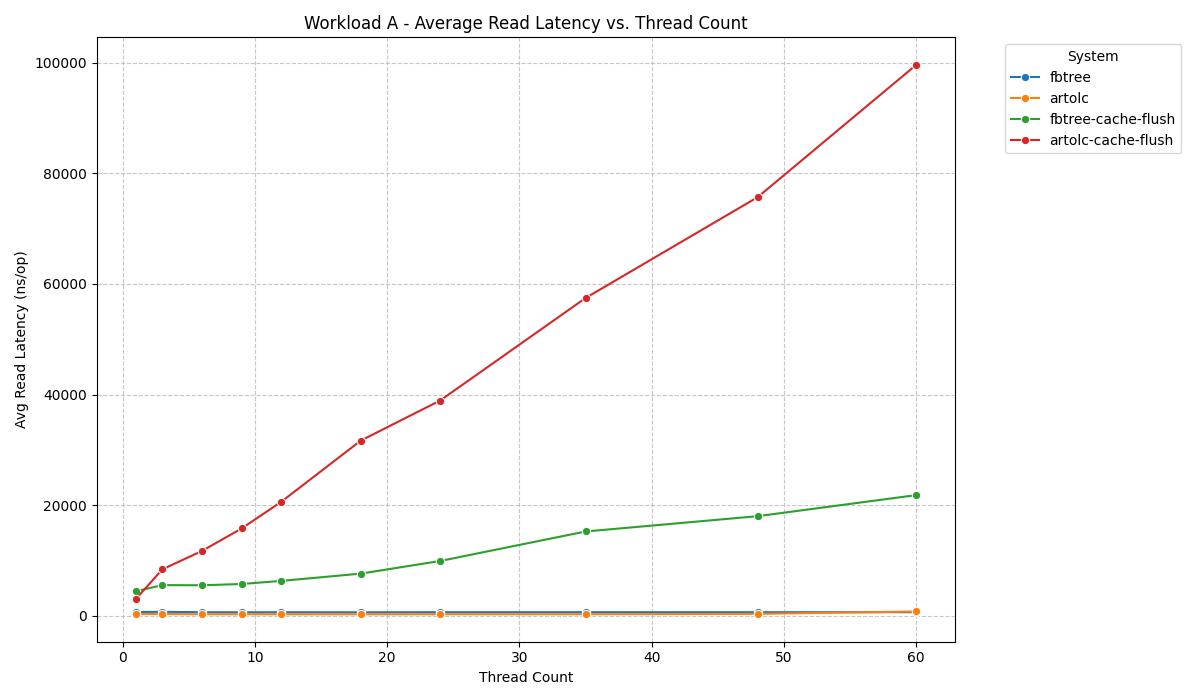 Workload A - Average Read Latency vs. Thread Count
System
fbtree
artolc
fbtree-cache-flush
artolc-cache-flush
Avg Read Latency (ns/op)
100000
80000
60000
40000
20000
0
0 10 20 30 40 50 60
Thread Count